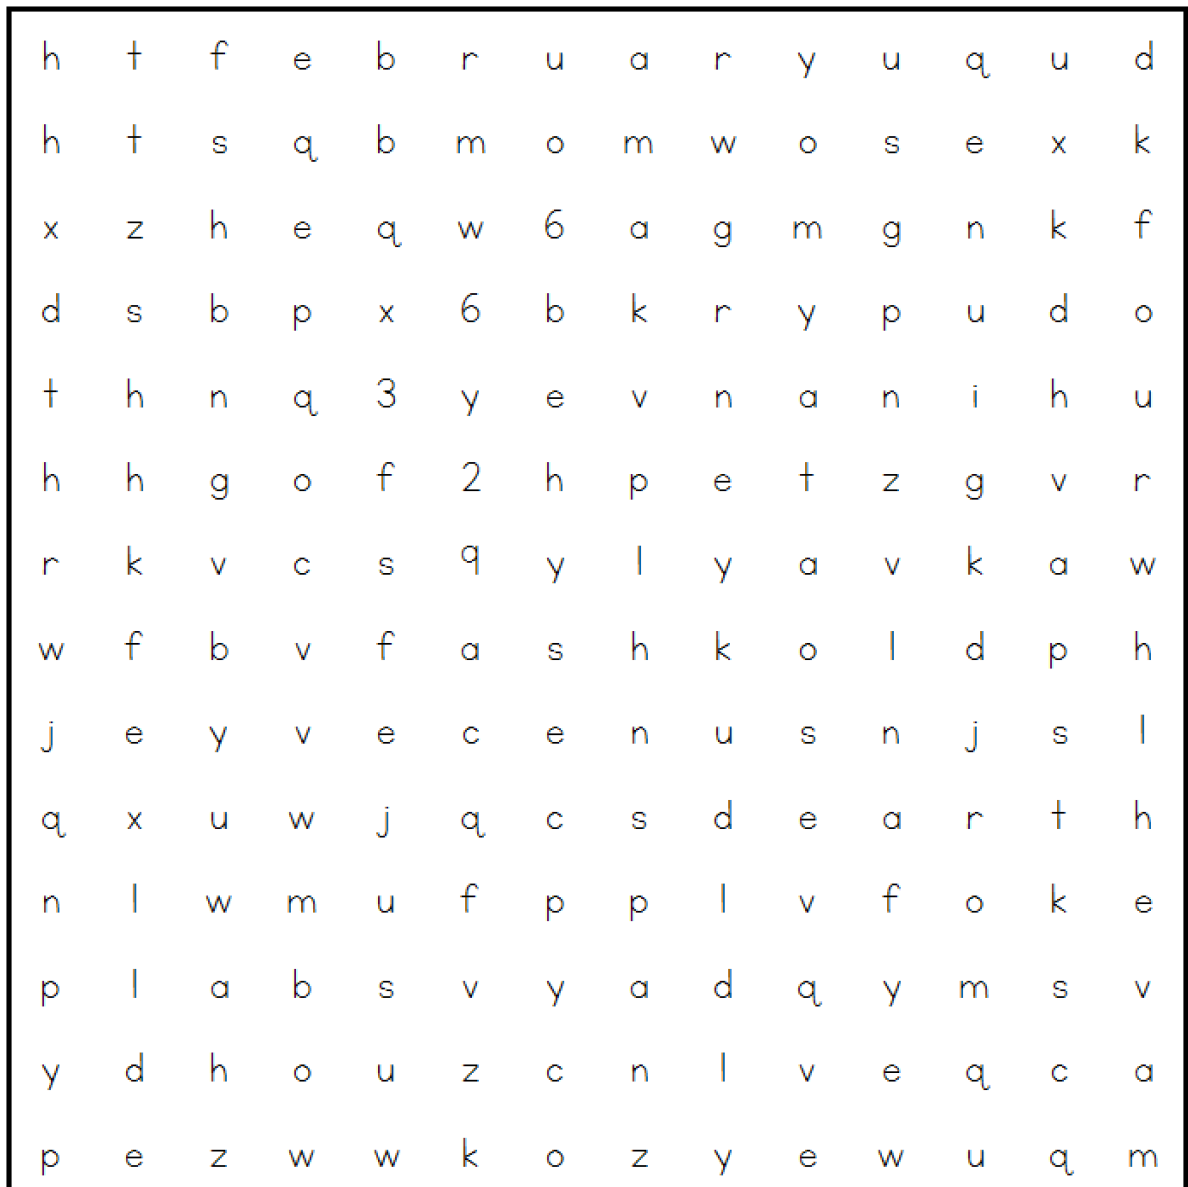 h t f e b r u a r y u q u d
h t s q b m o m w o s e x k
x z h e q w 6 a g m g n k f
d s b p x 6 b k r y p u d o
t h n q 3 y e v n a n i h u
h h g o f 2 h p e t z g v r
r k v c s 9 y l y a v k a w
w f b v f a s h k o l d p h
j e y v e c e n u s n j s l
q x u w j q c s d e a r t h
n l w m u f p p l v f o k e
p l a b s v y a d q y m s v
y d h o u z c n l v e q c a
p e z w w k o z y e w u q m